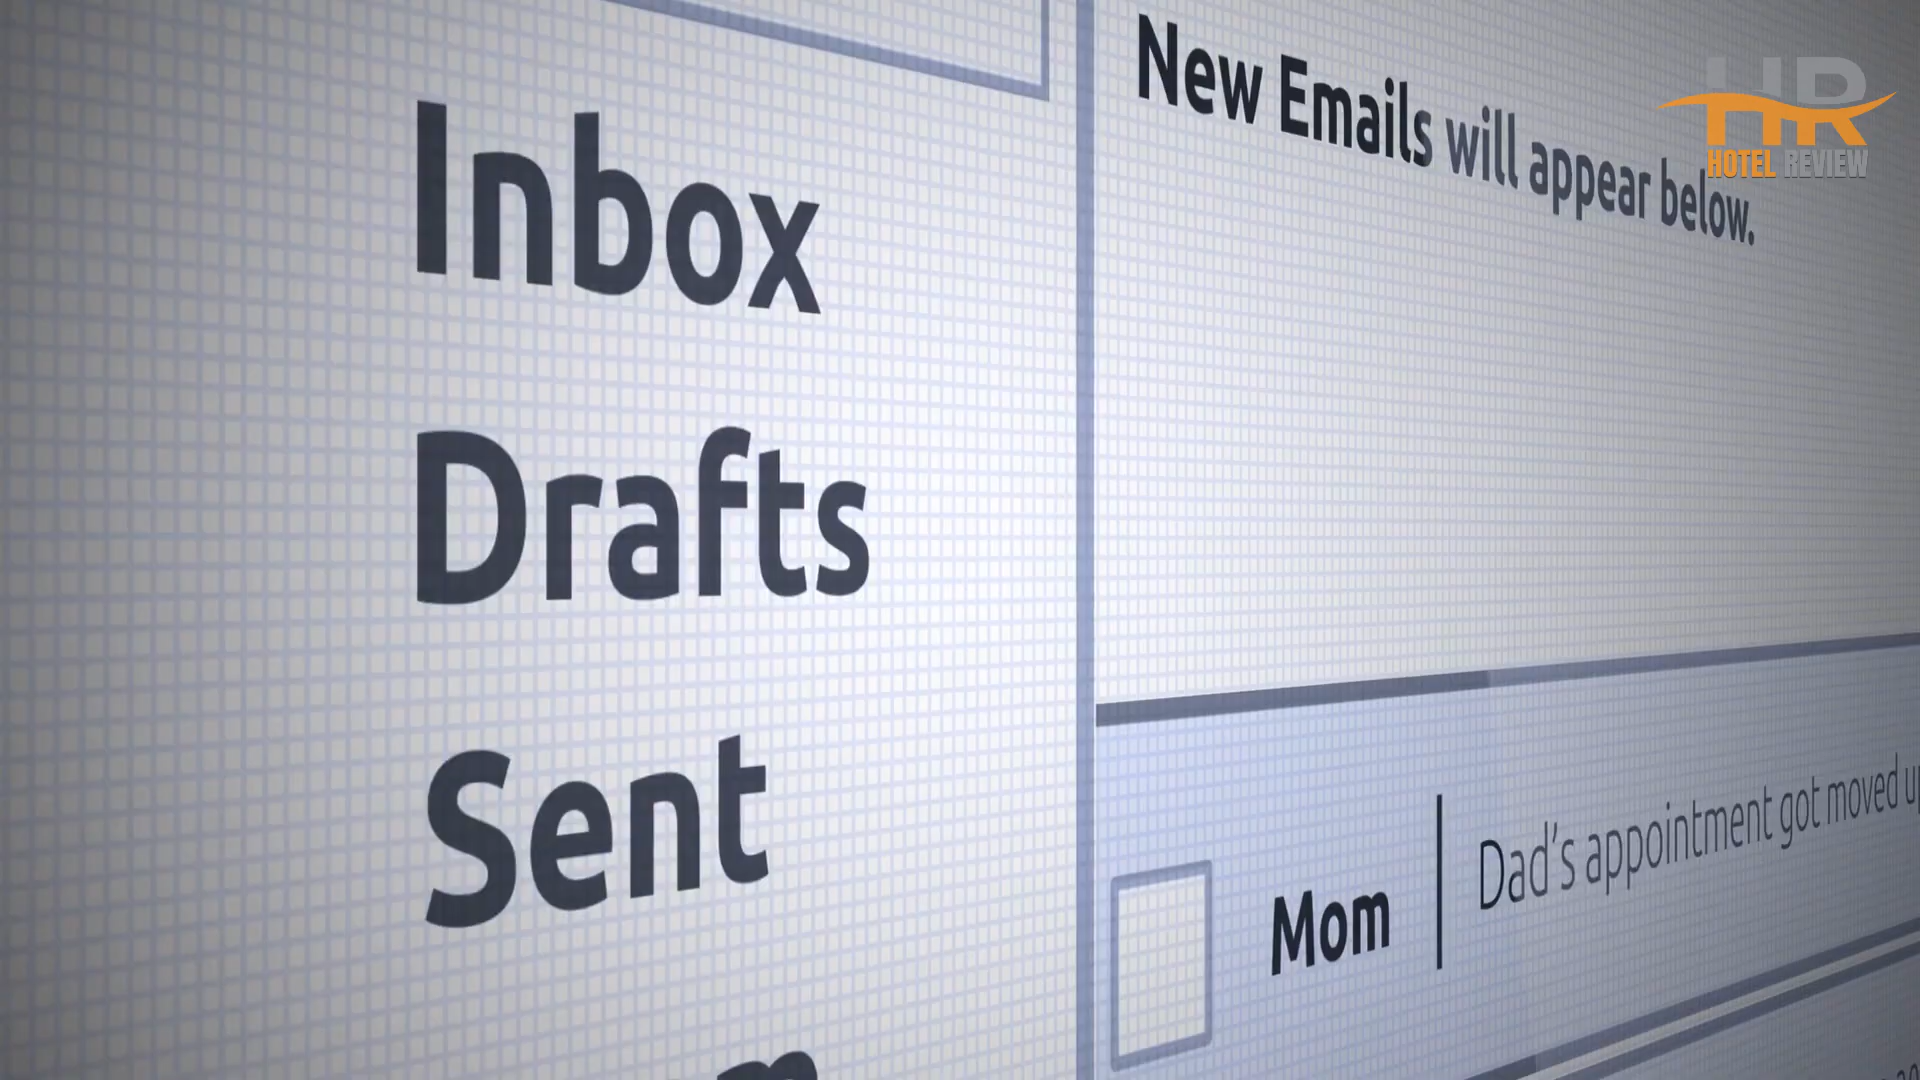 Inbox
Drafts
Sent
New Emails will appear below.
HR
HOTEL REVIEW
Mom
Dad's appointment got moved